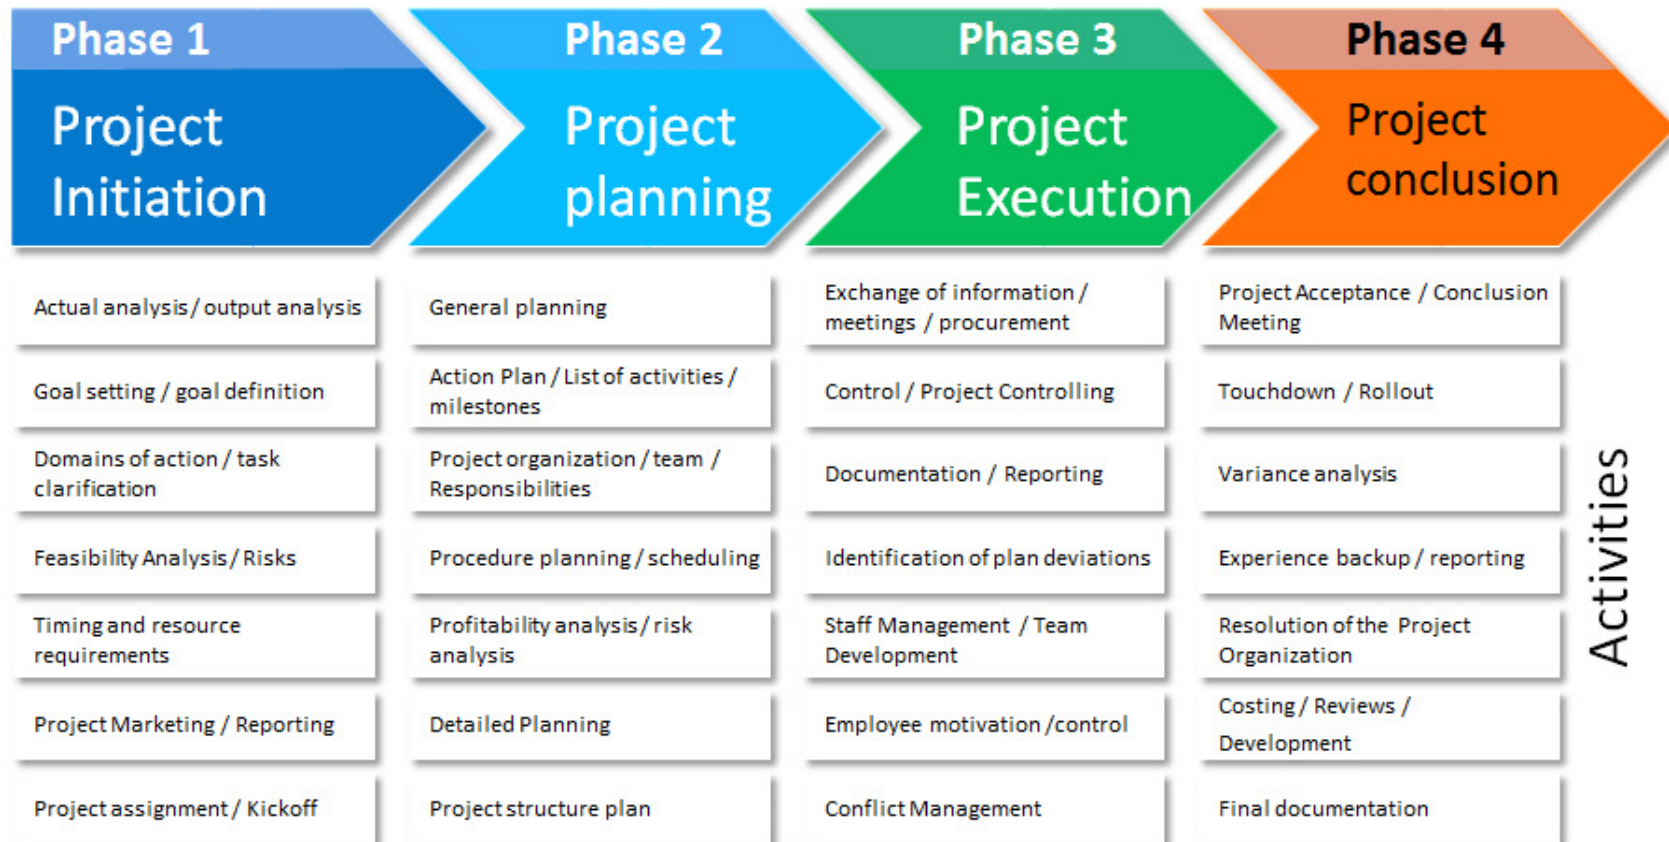 Phase 1
Project
Initiation
Actual analysis / output analysis
Goal setting / goal definition
Domains of action / task
clarification
Feasibility Analysis / Risks
Timing and resource
requirements
Project Marketing / Reporting
Project assignment / Kickoff
Phase 2
Project
planning
General planning
Action Plan / List of activities /
milestones
Project organization / team /
Responsibilities
Procedure planning / scheduling
Profitability analysis / risk
analysis
Detailed Planning
Project structure plan
Phase 3
Project
Execution
Exchange of information /
meetings / procurement
Control / Project Controlling
Documentation / Reporting
Identification of plan deviations
Staff Management / Team
Development
Employee motivation /control
Conflict Management
Phase 4
Project
conclusion
Project Acceptance / Conclusion
Meeting
Touchdown / Rollout
Variance analysis
Experience backup / reporting
Resolution of the Project
Organization
Costing / Reviews /
Development
Final documentation
Activities